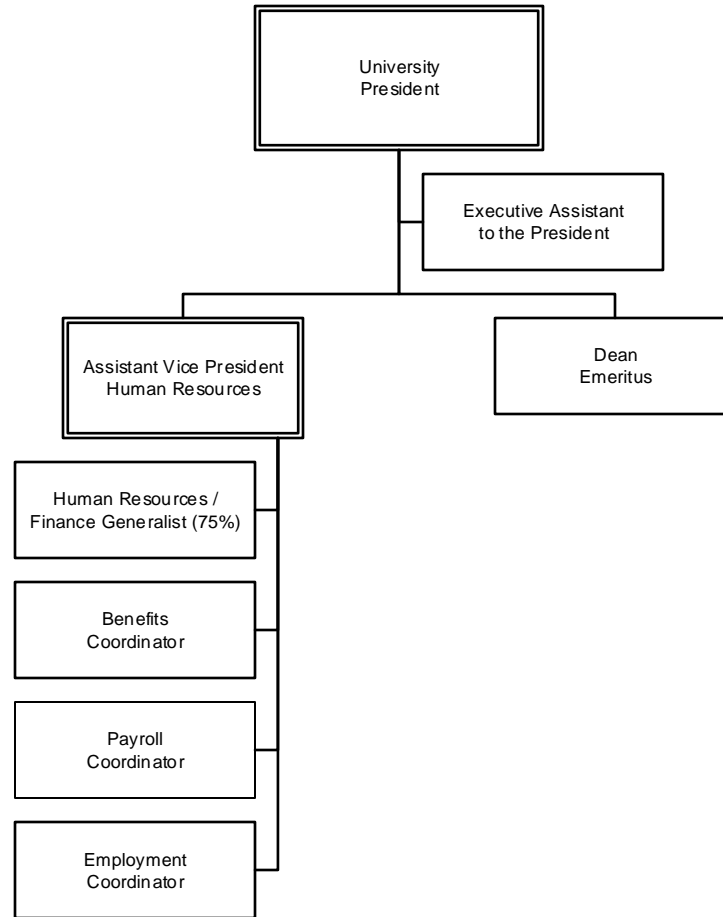 University
President
Executive Assistant
to the President
Assistant Vice President
Human Resources
Dean
Emeritus
Human Resources /
Finance Generalist (75%)
Benefits
Coordinator
Payroll
Coordinator
Employment
Coordinator